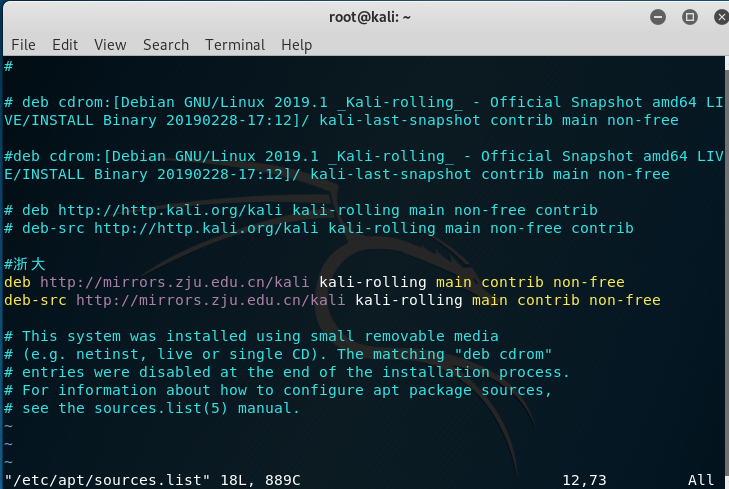 root@kali: ~
File Edit View Search Terminal Help
#
# deb cdrom:[Debian GNU/Linux 2019.1 _Kali-rolling_ - Official Snapshot amd64 LI
VE/INSTALL Binary 20190228-17:12]/ kali-last-snapshot contrib main non-free
#deb cdrom:[Debian GNU/Linux 2019.1 _Kali-rolling_ - Official Snapshot amd64 LIV
E/INSTALL Binary 20190228-17:12]/ kali-last-snapshot contrib main non-free
# deb http://http.kali.org/kali kali-rolling main non-free contrib
# deb-src http://http.kali.org/kali kali-rolling main non-free contrib
#浙大
deb http://mirrors.zju.edu.cn/kali kali-rolling main contrib non-free
deb-src http://mirrors.zju.edu.cn/kali kali-rolling main contrib non-free
# This system was installed using small removable media
# (e.g. netinst, live or single CD). The matching "deb cdrom"
# entries were disabled at the end of the installation process.
# For information about how to configure apt package sources,
# see the sources.list(5) manual.
~
~
~
"/etc/apt/sources.list" 18L, 889C 12,73 All